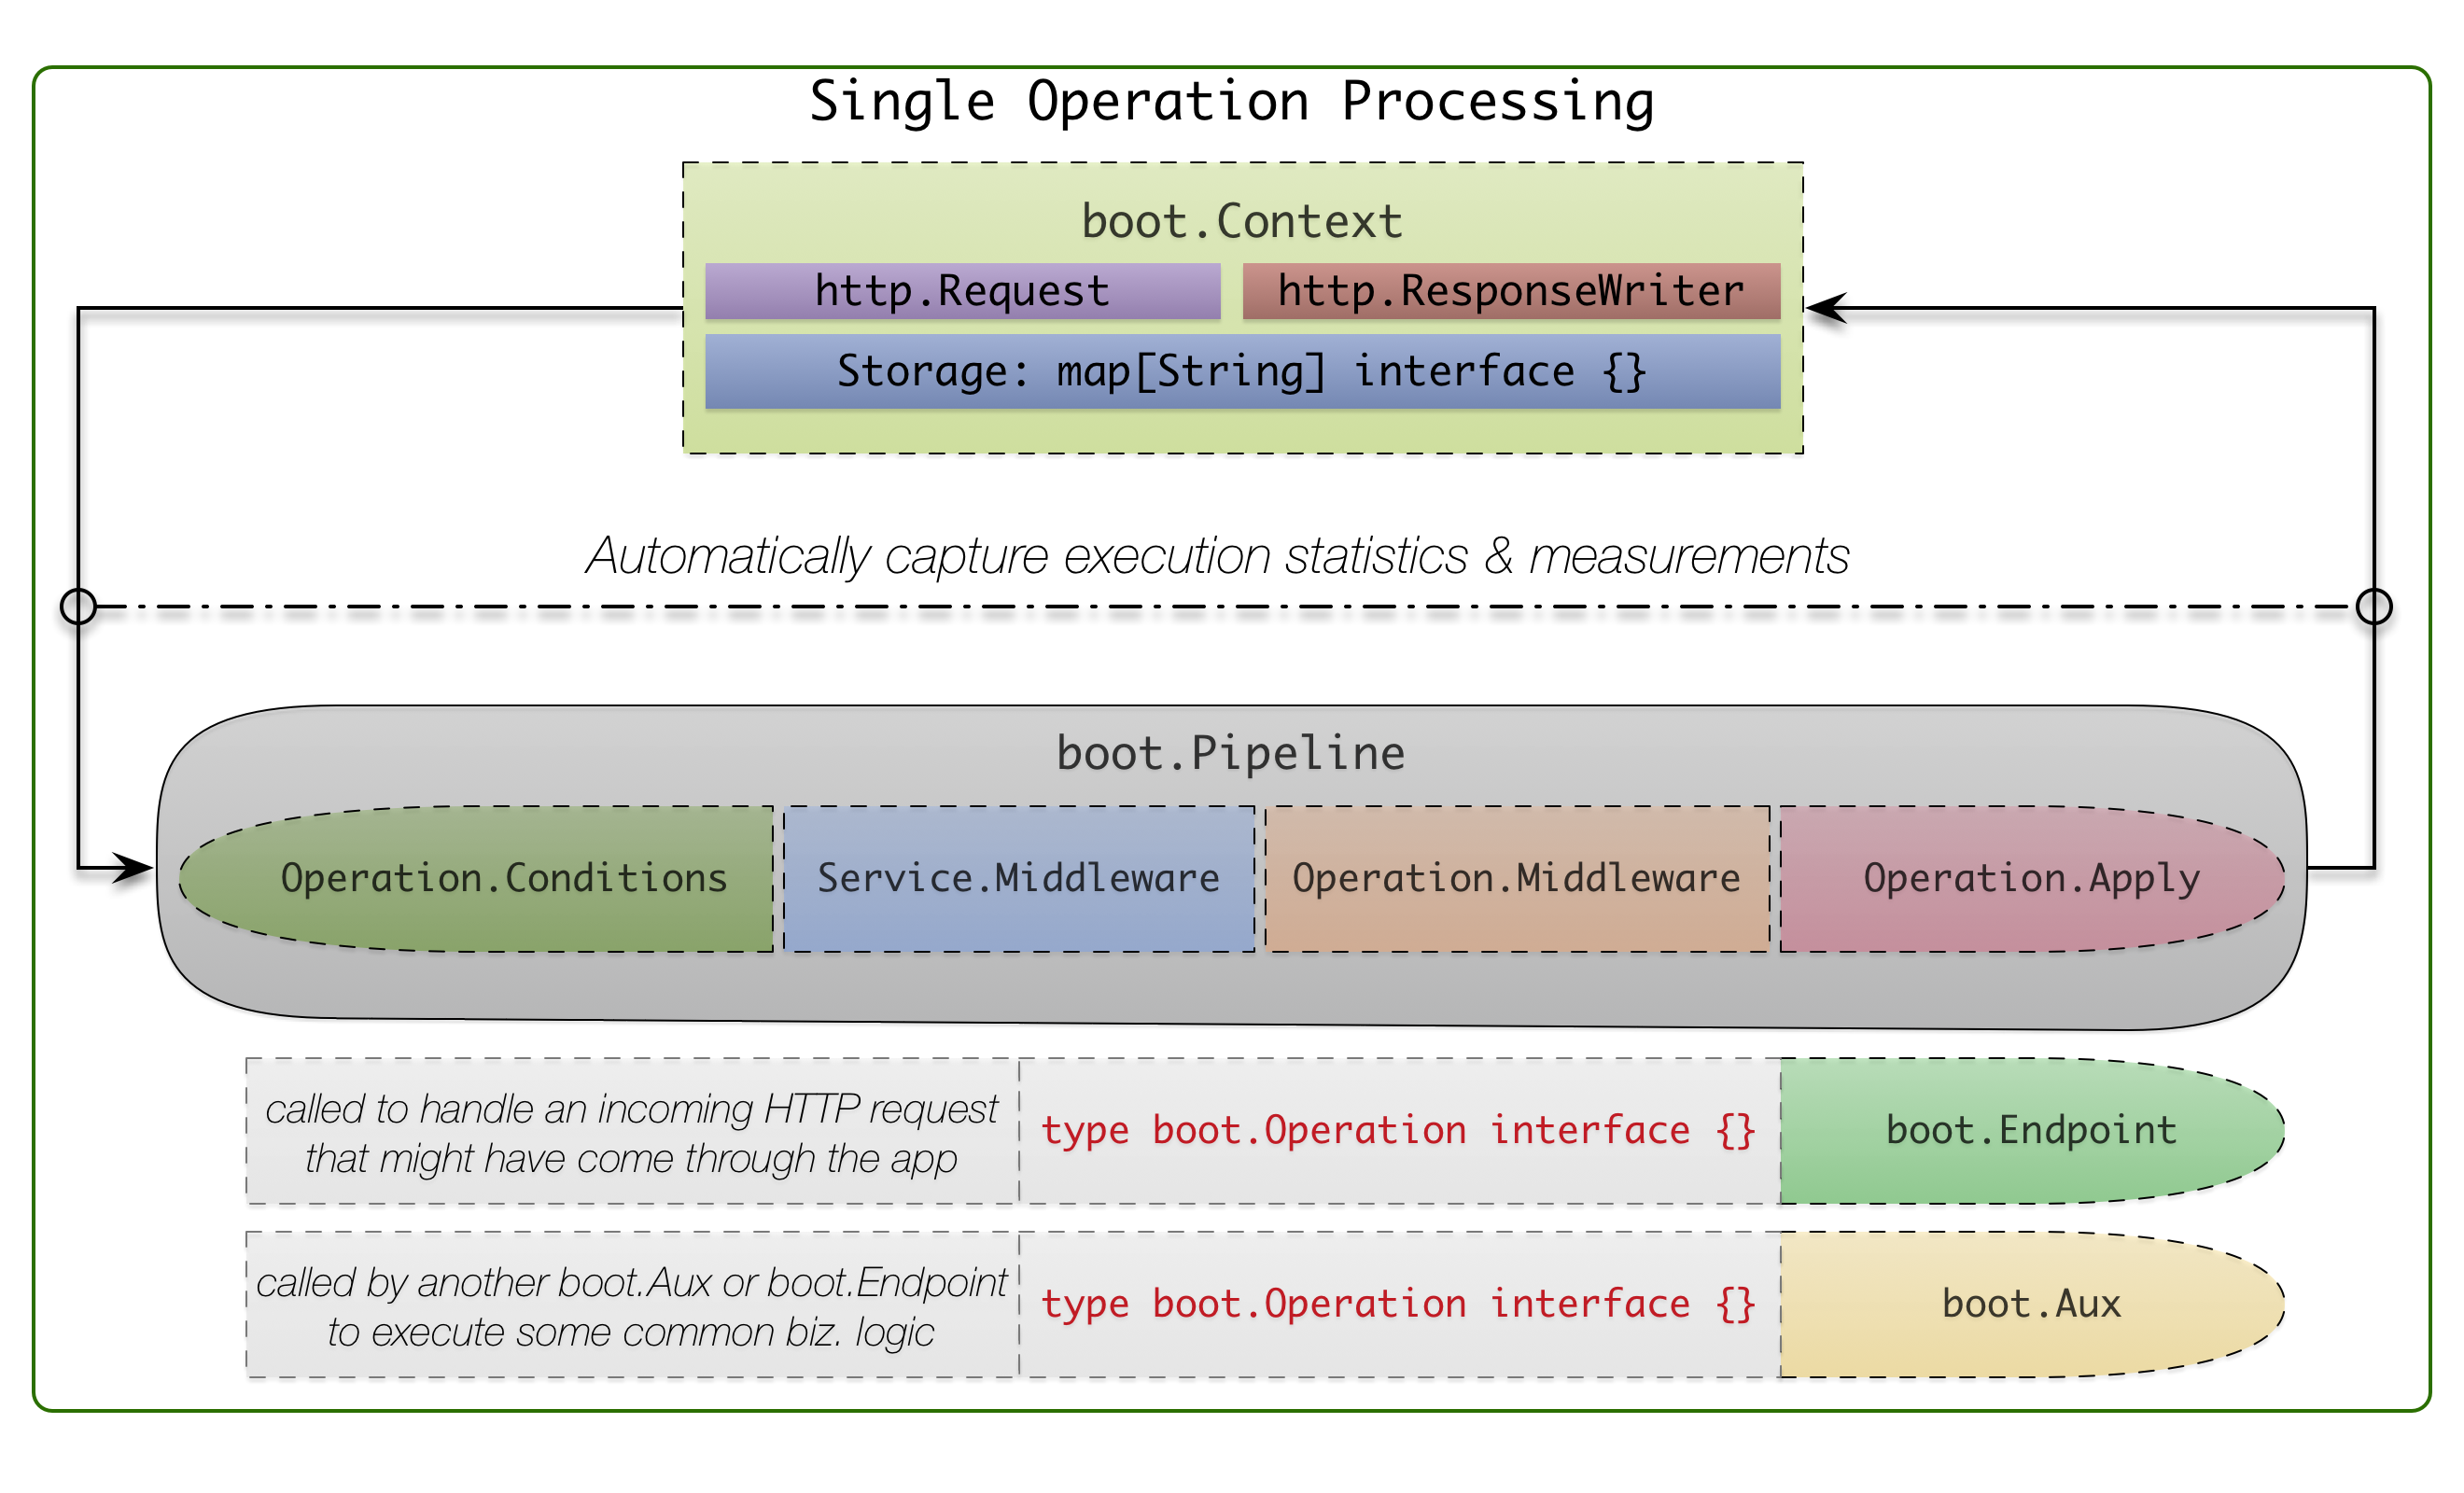 Single Operation Processing
boot.Context
http.Request
http.ResponseWriter
Storage: map[String] interface {}
Automatically capture execution statistics & measurements
boot.Pipeline
Operation.Conditions
Service.Middleware
Operation.Middleware
Operation.Apply
called to handle an incoming HTTP request
that might have come through the app
type boot.Operation interface {}
boot.Endpoint
called by another boot.Aux or boot.Endpoint
to execute some common biz. logic
type boot.Operation interface {}
boot.Aux